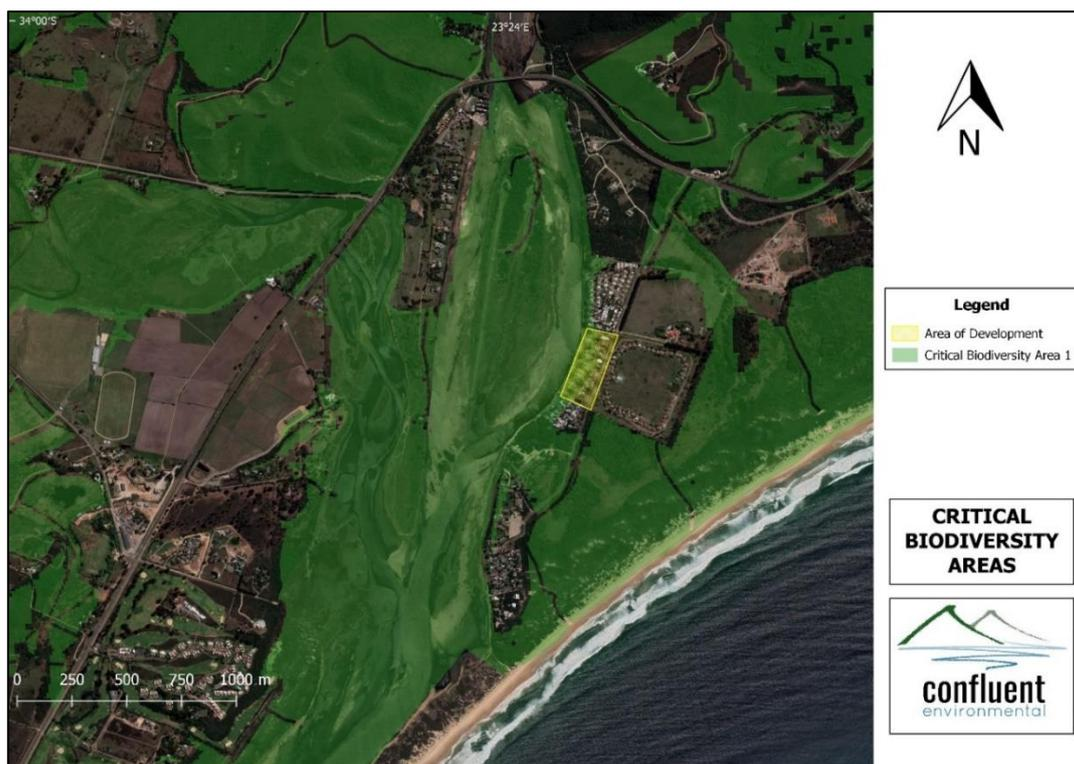 34°00'S
23°24'E
N
Legend
Area of Development
Critical Biodiversity Area 1
0 250 500 750 1000 m
CRITICAL
BIODIVERSITY
AREAS
confluent
environmental